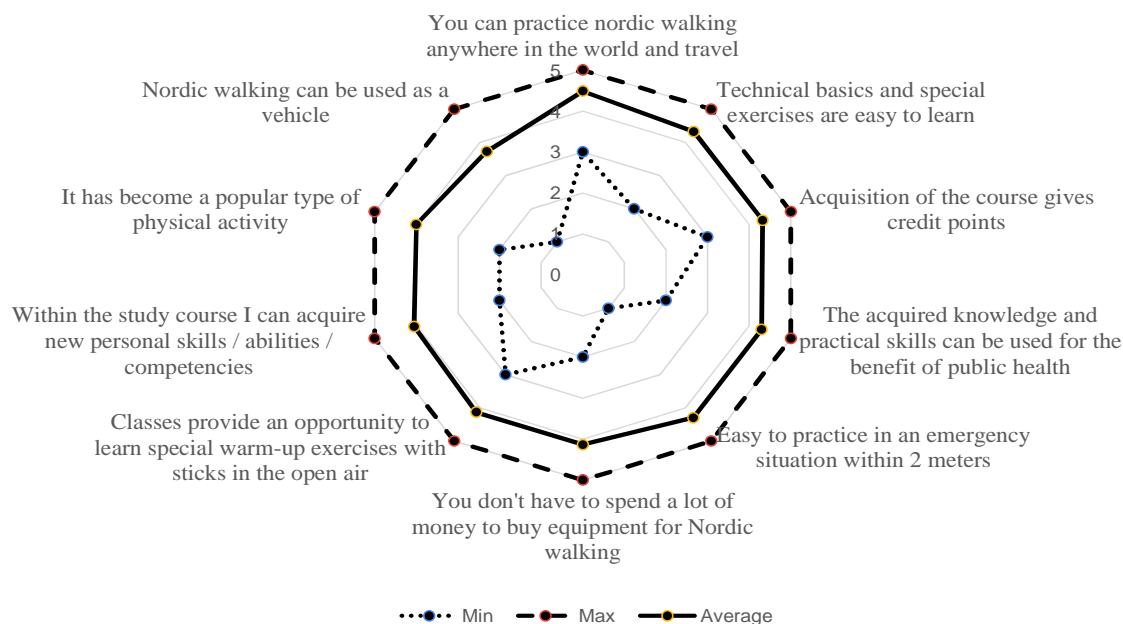 You can practice nordic walking
anywhere in the world and travel
Technical basics and special
exercises are easy to learn
Acquisition of the course gives
credit points
The acquired knowledge and
practical skills can be used for the
benefit of public health
Easy to practice in an emergency
situation within 2 meters
You don't have to spend a lot of
money to buy equipment for Nordic
walking
Classes provide an opportunity to
learn special warm-up exercises with
sticks in the open air
Within the study course I can acquire
new personal skills / abilities /
competencies
It has become a popular type of
physical activity
Nordic walking can be used as a
vehicle
5
4
3
2
1
0
Min Max Average